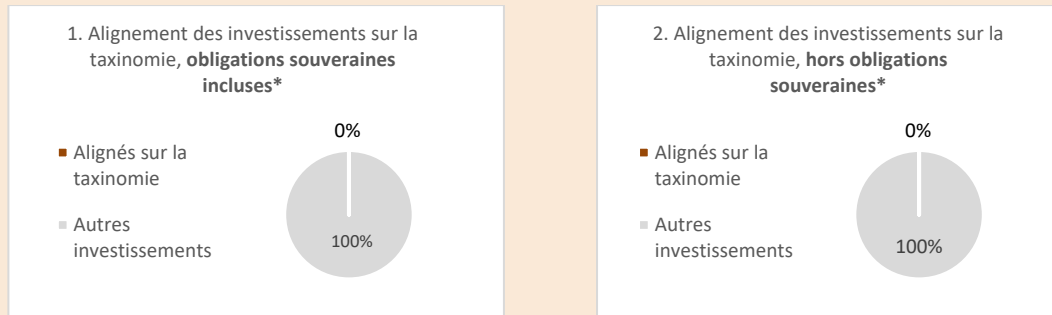 1. Alignement des investissements sur la
taxinomie, obligations souveraines
incluses*
0%
Alignés sur la
taxinomie
Autres
investissements
100%
2. Alignement des investissements sur la
taxinomie, hors obligations
souveraines*
0%
Alignés sur la
taxinomie
Autres
investissements
100%